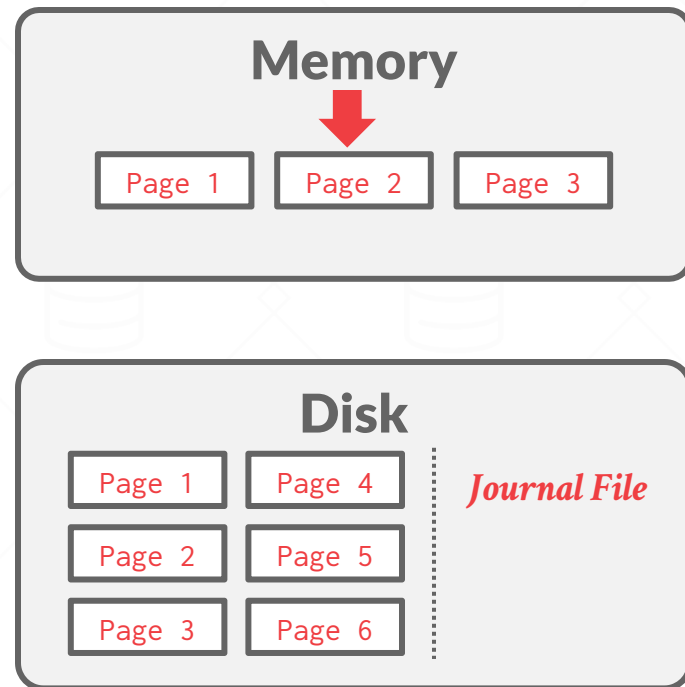 Memory
Page 1 Page 2 Page 3
Disk
Page 1 Page 4
Journal File
Page 2 Page 5
Page 3 Page 6